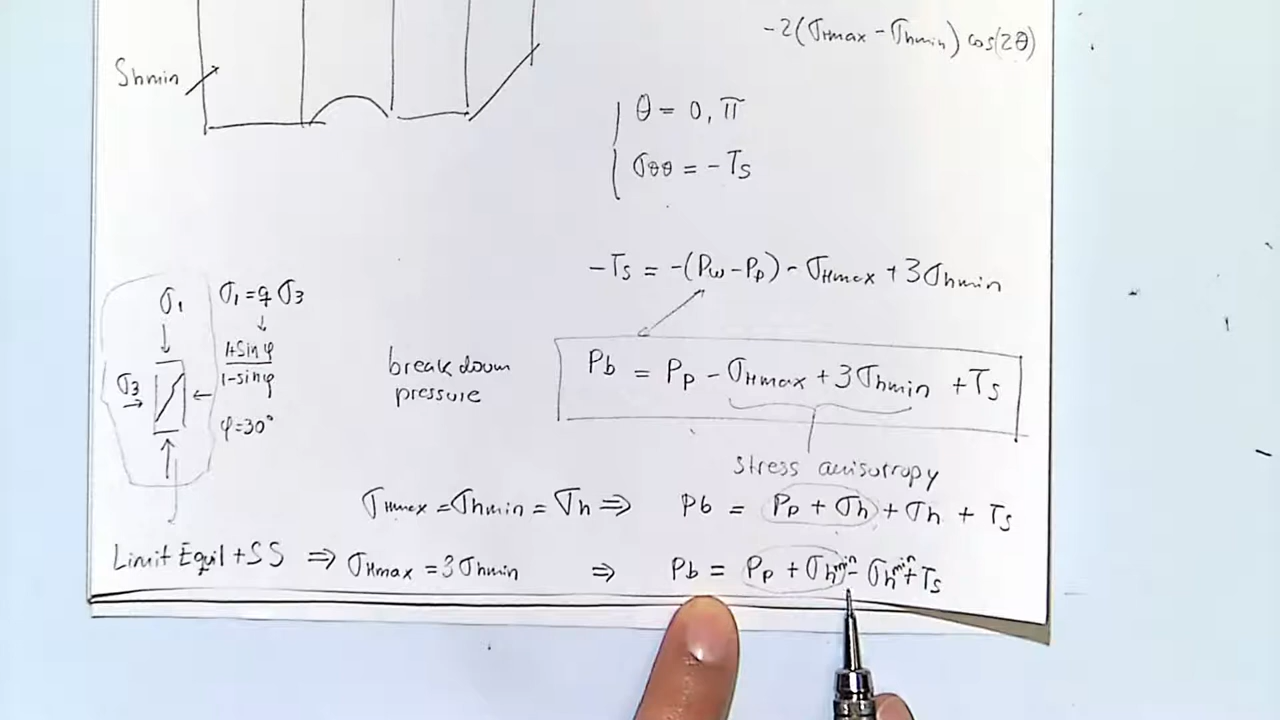 -2(σHmax - σhmin) cos(2θ)
Shmin
θ = 0, π
σθθ = -Ts
-Ts = -(Pw - Pp) - σHmax + 3σhmin
σ1
σ1 = q σ3
1+sinφ
1-sinφ
σ3
φ=30°
breakdown
pressure
Pb = Pp - σHmax + 3σhmin + Ts
stress anisotropy
σHmax = σhmin = σh ⇒ Pb = Pp + σh + σh + Ts
Limit Equil + SS ⇒ σHmax = 3σhmin ⇒ Pb = Pp + σhmin - σhmin + Ts